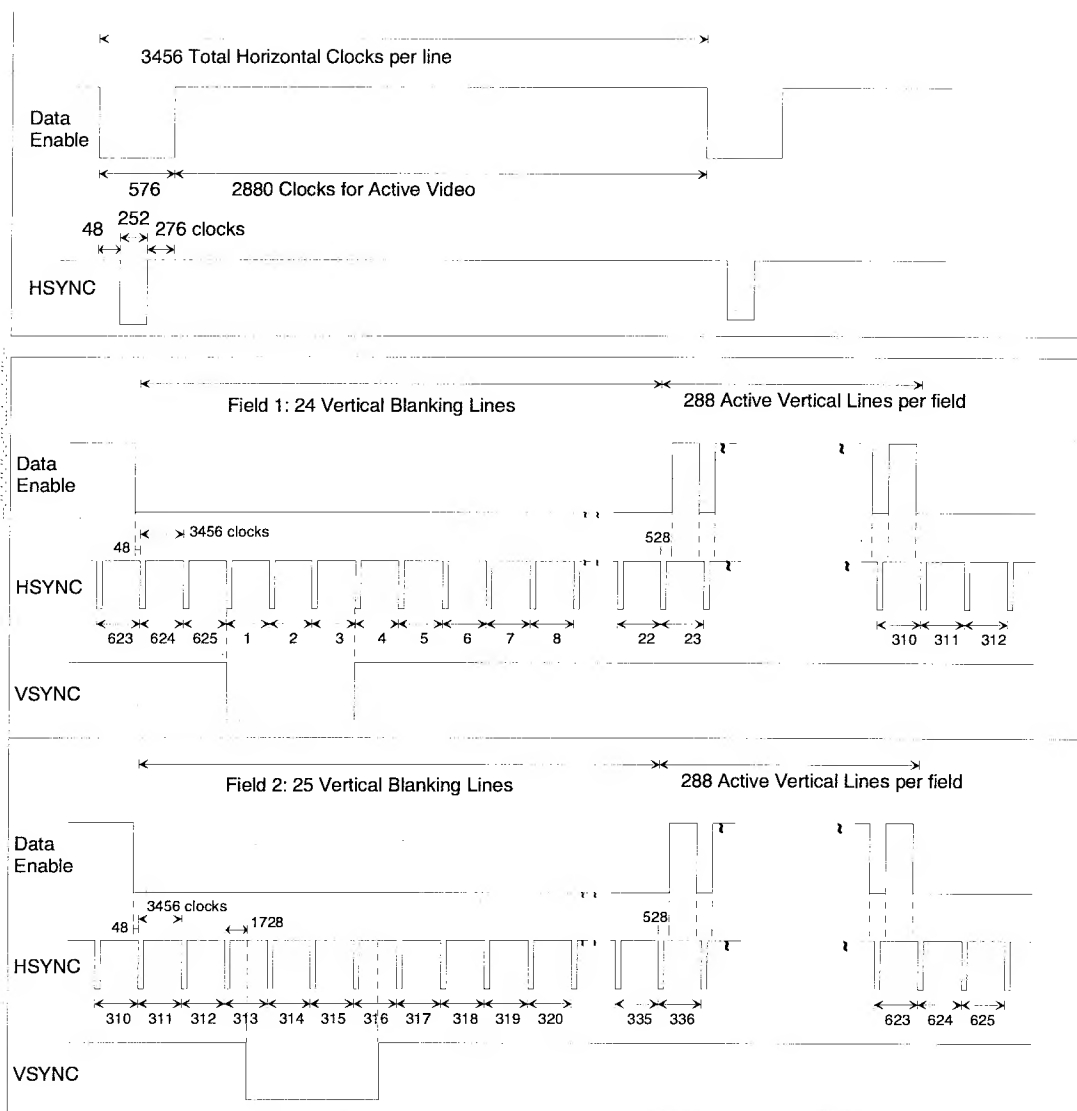 3456 Total Horizontal Clocks per line
Data
Enable
576
2880 Clocks for Active Video
48
252
276 clocks
HSYNC
Field 1: 24 Vertical Blanking Lines
288 Active Vertical Lines per field
Data
Enable
3456 clocks
48
528
HSYNC
623 624 625 1 2 3 4 5 6 7 8 22 23 310 311 312
VSYNC
Field 2: 25 Vertical Blanking Lines
288 Active Vertical Lines per field
Data
Enable
3456 clocks
48
1728
528
HSYNC
310 311 312 313 314 315 316 317 318 319 320 335 336 623 624 625
VSYNC